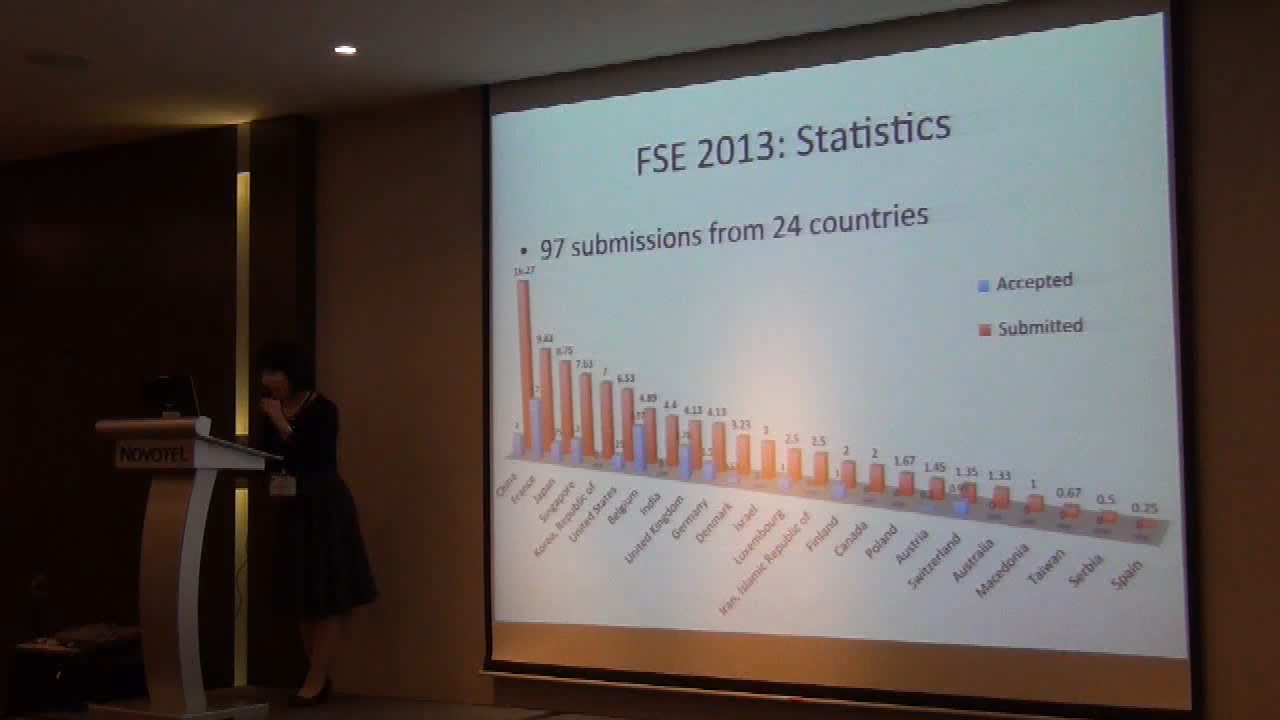 FSE 2013: Statistics
• 97 submissions from 24 countries
Accepted
Submitted
16.27
9.83
8.75
7.63
7
6.53
4.89
4.4
4.13
4.13
3.23
3
2.5
2.5
2
2
1.67
1.45
1.35
1.33
1
0.67
0.5
0.25
China
France
Japan
Singapore
Korea, Republic of
United States
Belgium
India
United Kingdom
Germany
Denmark
Israel
Luxembourg
Iran, Islamic Republic of
Finland
Canada
Poland
Austria
Switzerland
Australia
Macedonia
Taiwan
Serbia
Spain
NOVOTEL